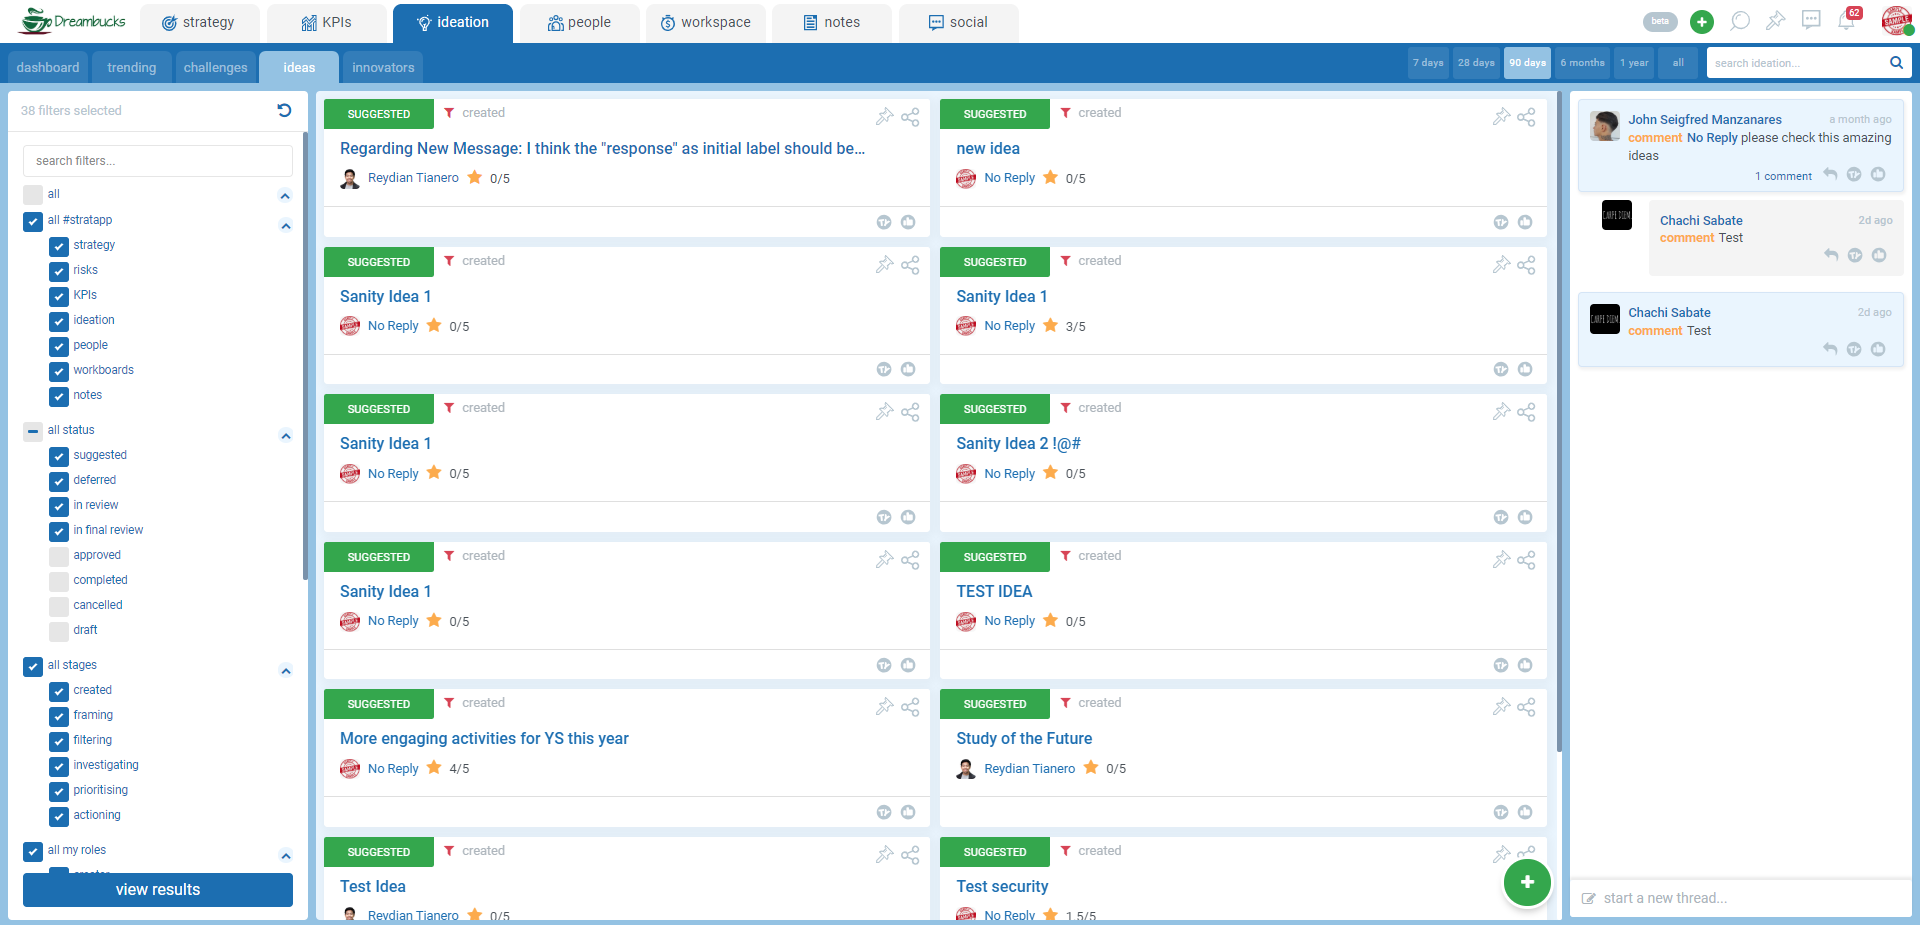 Dreambucks
strategy
KPIs
ideation
people
workspace
notes
social
beta
62
dashboard
trending
challenges
ideas
innovators
7 days
28 days
90 days
6 months
1 year
all
search ideation...
38 filters selected
search filters...
all
all #stratapp
strategy
risks
KPIs
ideation
people
workboards
notes
all status
suggested
deferred
in review
in final review
approved
completed
cancelled
draft
all stages
created
framing
filtering
investigating
prioritising
actioning
all my roles
creator
view results
SUGGESTED
created
Regarding New Message: I think the "response" as initial label should be...
Reydian Tianero
0/5
SUGGESTED
created
new idea
No Reply
0/5
SUGGESTED
created
Sanity Idea 1
No Reply
0/5
SUGGESTED
created
Sanity Idea 1
No Reply
3/5
SUGGESTED
created
Sanity Idea 1
No Reply
0/5
SUGGESTED
created
Sanity Idea 2 !@#
No Reply
0/5
SUGGESTED
created
Sanity Idea 1
No Reply
0/5
SUGGESTED
created
TEST IDEA
No Reply
0/5
SUGGESTED
created
More engaging activities for YS this year
No Reply
4/5
SUGGESTED
created
Study of the Future
Reydian Tianero
0/5
SUGGESTED
created
Test Idea
Reydian Tianero
0/5
SUGGESTED
created
Test security
No Reply
1.5/5
John Seigfred Manzanares
a month ago
comment No Reply please check this amazing
ideas
1 comment
CARPE DIEM
Chachi Sabate
2d ago
comment Test
CARPE DIEM
Chachi Sabate
2d ago
comment Test
start a new thread...